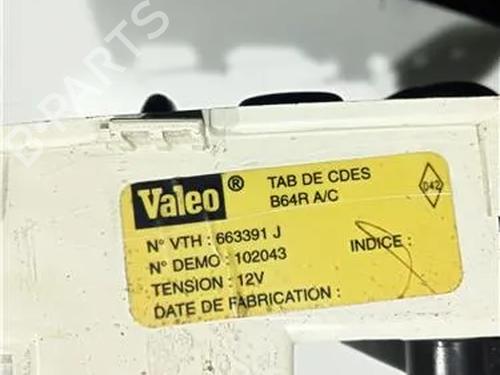 B-PARTS
Valeo ® TAB DE CDES
B64R A/C
042
N° VTH : 663391 J
INDICE :
N° DEMO : 102043
TENSION : 12V
DATE DE FABRICATION :